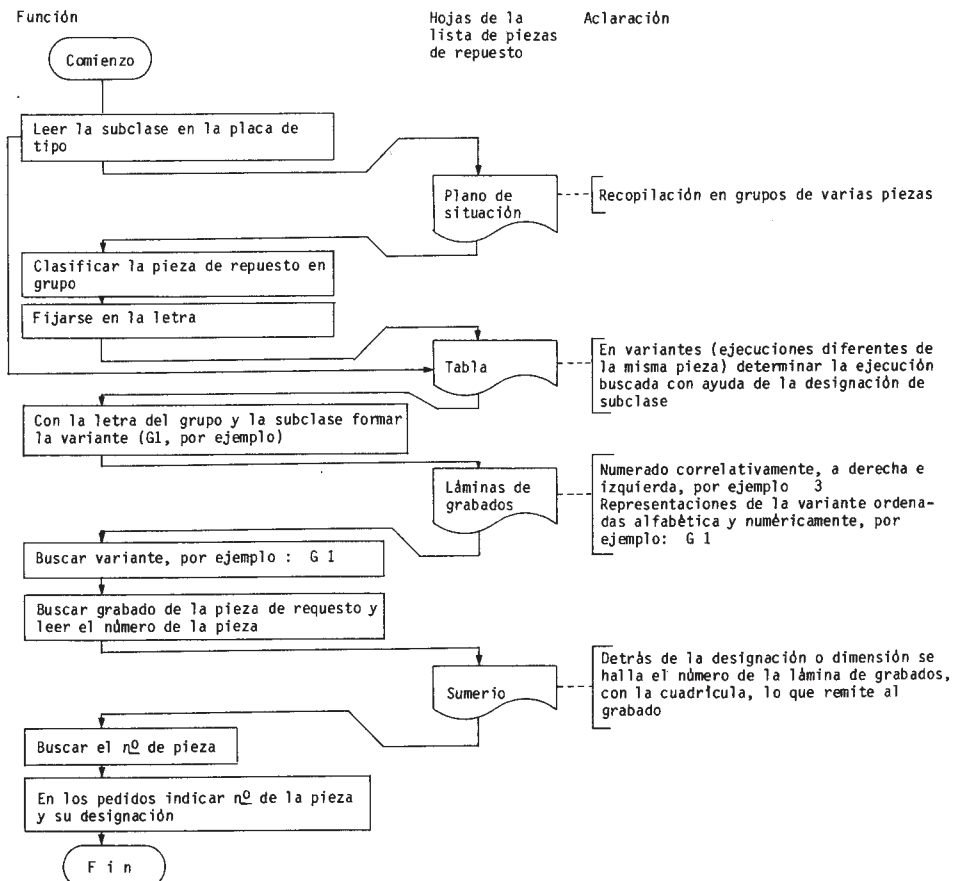 Función
Hojas de la
lista de piezas
de repuesto
Aclaración
Comienzo
Leer la subclase en la placa de
tipo
Plano de
situación
Recopilación en grupos de varias piezas
Clasificar la pieza de repuesto en
grupo
Fijarse en la letra
Tabla
En variantes (ejecuciones diferentes de
la misma pieza) determinar la ejecución
buscada con ayuda de la designación de
subclase
Con la letra del grupo y la subclase formar
la variante (G1, por ejemplo)
Láminas de
grabados
Numerado correlativamente, a derecha e
izquierda, por ejemplo 3
Representaciones de la variante ordena-
das alfabética y numéricamente, por
ejemplo: G 1
Buscar variante, por ejemplo : G 1
Buscar grabado de la pieza de requesto y
leer el número de la pieza
Sumerio
Detrás de la designación o dimensión se
halla el número de la lámina de grabados,
con la cuadrícula, lo que remite al
grabado
Buscar el nº de pieza
En los pedidos indicar nº de la pieza
y su designación
F i n